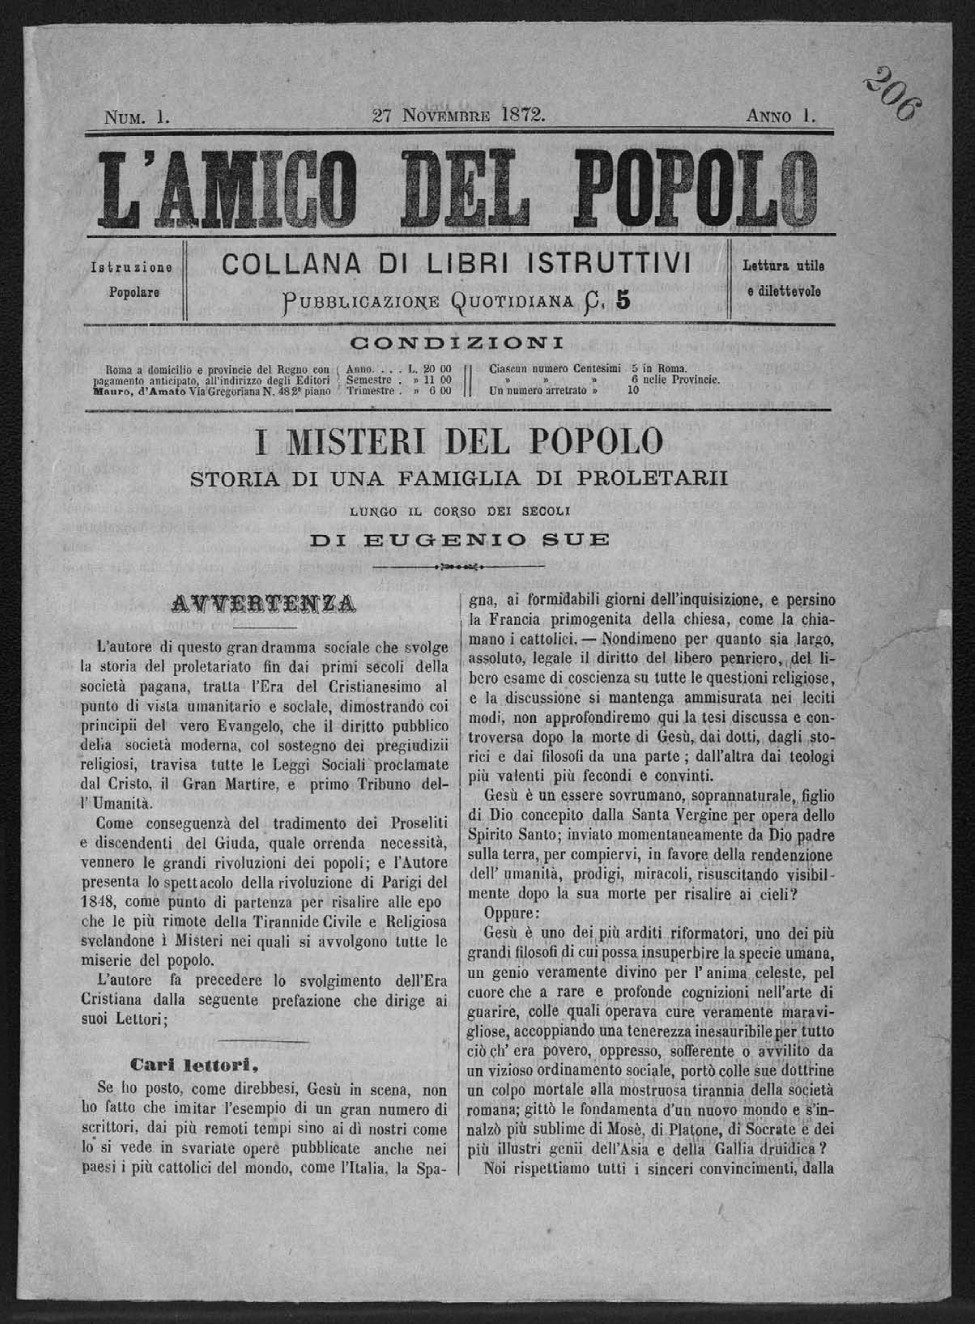 206
NUM. 1. 27 NOVEMBRE 1872. ANNO 1.
L'AMICO DEL POPOLO
Istruzione
Popolare
COLLANA DI LIBRI ISTRUTTIVI
PUBBLICAZIONE QUOTIDIANA C. 5
Lettura utile
e dilettevole
CONDIZIONI
Roma a domicilio e provincie del Regno con
pagamento anticipato, all'indirizzo degli Editori
Mauro, d'Amato Via Gregoriana N. 48 2º piano
Anno. . . . L. 20 00
Semestre . » 11 00
Trimestre . » 6 00
Ciascun numero Centesimi 5 in Roma.
» » » 6 nelle Provincie.
Un numero arretrato » 10
I MISTERI DEL POPOLO
STORIA DI UNA FAMIGLIA DI PROLETARII
LUNGO IL CORSO DEI SECOLI
DI EUGENIO SUE
AVVERTENZA
L'autore di questo gran dramma sociale che svolge
la storia del proletariato fin dai primi secoli della
società pagana, tratta l'Era del Cristianesimo al
punto di vista umanitario e sociale, dimostrando coi
principii del vero Evangelo, che il diritto pubblico
della società moderna, col sostegno dei pregiudizii
religiosi, travisa tutte le Leggi Sociali proclamate
dal Cristo, il Gran Martire, e primo Tribuno del-
l'Umanità.
Come conseguenzà del tradimento dei Proseliti
e discendenti del Giuda, quale orrenda necessità,
vennero le grandi rivoluzioni dei popoli; e l'Autore
presenta lo spettacolo della rivoluzione di Parigi del
1848, come punto di partenza per risalire alle epo
che le più rimote della Tirannide Civile e Religiosa
svelandone i Misteri nei quali si avvolgono tutte le
miserie del popolo.
L'autore fa precedere lo svolgimento dell'Era
Cristiana dalla seguente prefazione che dirige ai
suoi Lettori;
Cari lettori,
Se ho posto, come direbbesi, Gesù in scena, non
ho fatto che imitar l'esempio di un gran numero di
scrittori, dai più remoti tempi sino ai dì nostri come
lo si vede in svariate opere pubblicate anche nei
paesi i più cattolici del mondo, come l'Italia, la Spa-
gna, ai formidabili giorni dell'inquisizione, e persino
la Francia primogenita della chiesa, come la chia-
mano i cattolici. — Nondimeno per quanto sia largo,
assoluto, legale il diritto del libero penriero, del li-
bero esame di coscienza su tutte le questioni religiose,
e la discussione si mantenga ammisurata nei leciti
modi, non approfondiremo qui la tesi discussa e con-
troversa dopo la morte di Gesù, dai dotti, dagli sto-
rici e dai filosofi da una parte; dall'altra dai teologi
più valenti più fecondi e convinti.
Gesù è un essere sovrumano, soprannaturale, figlio
di Dio concepito dalla Santa Vergine per opera dello
Spirito Santo; inviato momentaneamente da Dio padre
sulla terra, per compiervi, in favore della rendenzione
dell' umanità, prodigi, miracoli, risuscitando visibil-
mente dopo la sua morte per risalire ai cieli?
Oppure:
Gesù è uno dei più arditi riformatori, uno dei più
grandi filosofi di cui possa insuperbire la specie umana,
un genio veramente divino per l' anima celeste, pel
cuore che a rare e profonde cognizioni nell'arte di
guarire, colle quali operava cure veramente maravi-
gliose, accoppiando una tenerezza inesauribile per tutto
ciò ch' era povero, oppresso, sofferente o avvilito da
un vizioso ordinamento sociale, portò colle sue dottrine
un colpo mortale alla mostruosa tirannia della società
romana; gittò le fondamenta d'un nuovo mondo e s'in-
nalzò più sublime di Mosè, di Platone, di Socrate e dei
più illustri genii dell'Asia e della Gallia druidica?
Noi rispettiamo tutti i sinceri convincimenti, dalla